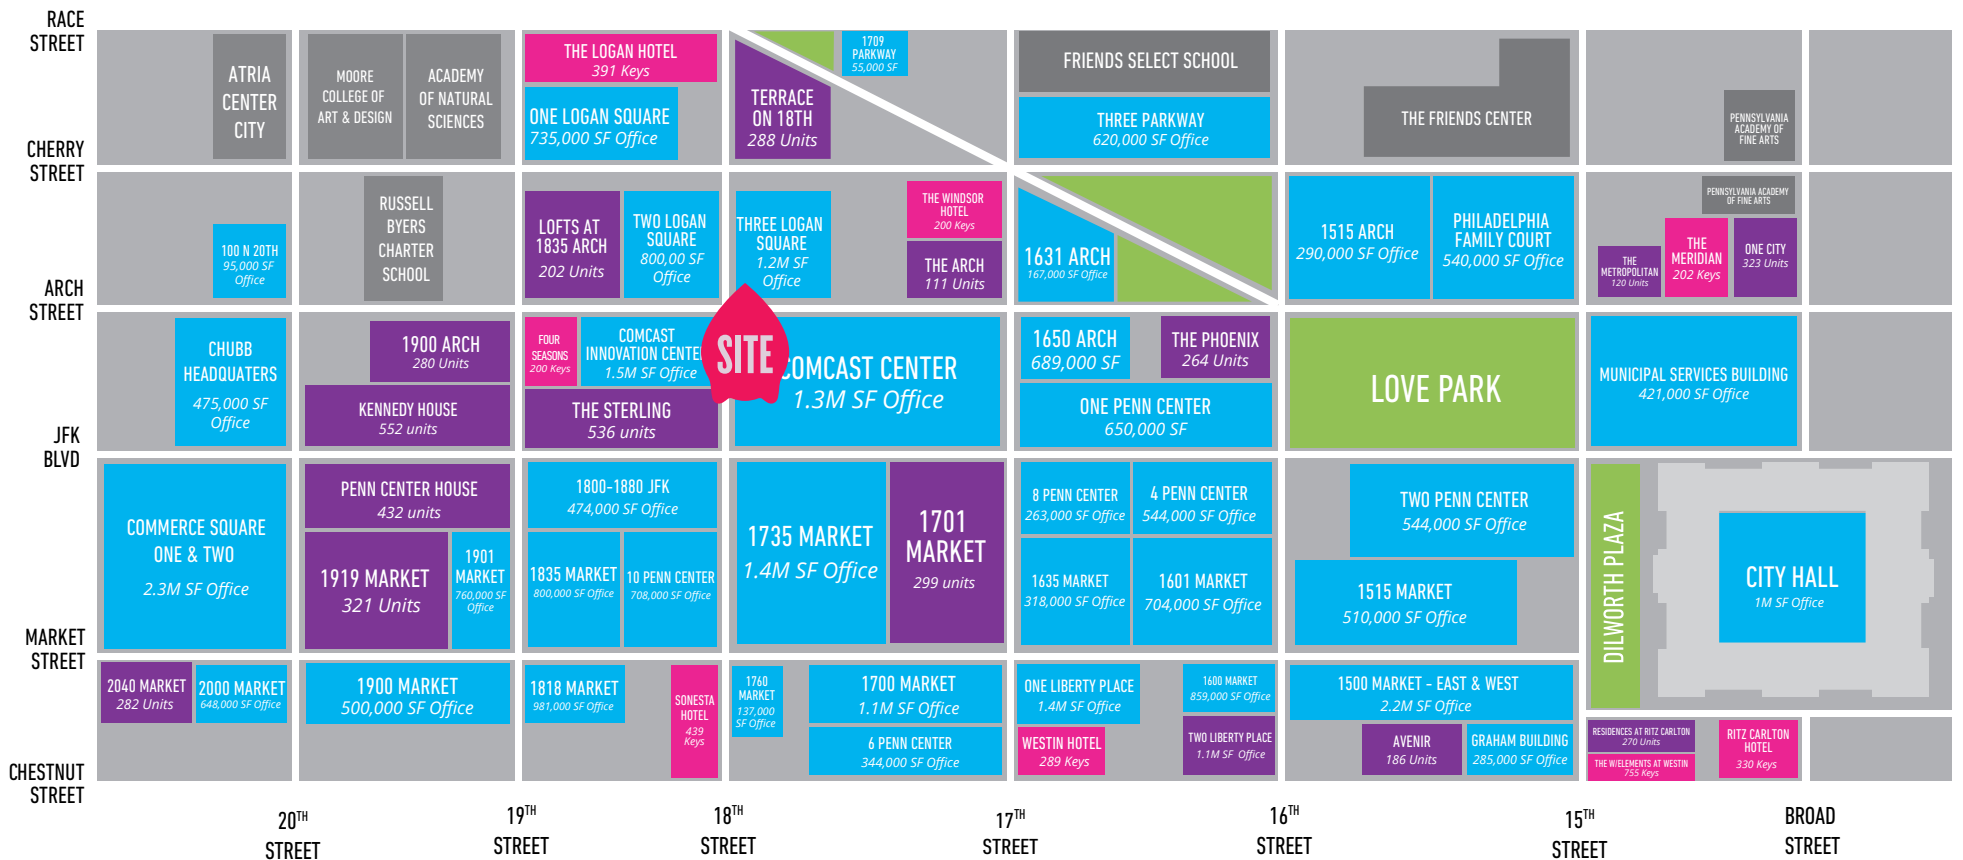 RACE
STREET
CHERRY
STREET
ARCH
STREET
JFK
BLVD
MARKET
STREET
CHESTNUT
STREET
ATRIA
CENTER
CITY
MOORE
COLLEGE OF
ART & DESIGN
ACADEMY
OF NATURAL
SCIENCES
THE LOGAN HOTEL
391 Keys
ONE LOGAN SQUARE
735,000 SF Office
TERRACE
ON 18TH
288 Units
1709
PARKWAY
55,000 SF
FRIENDS SELECT SCHOOL
THREE PARKWAY
620,000 SF Office
THE FRIENDS CENTER
PENNSYLVANIA
ACADEMY OF
FINE ARTS
100 N 20TH
95,000 SF
Office
RUSSELL
BYERS
CHARTER
SCHOOL
LOFTS AT
1835 ARCH
202 Units
TWO LOGAN
SQUARE
800,00 SF
Office
THREE LOGAN
SQUARE
1.2M SF
Office
THE WINDSOR
HOTEL
200 Keys
THE ARCH
111 Units
1631 ARCH
167,000 SF Office
1515 ARCH
290,000 SF Office
PHILADELPHIA
FAMILY COURT
540,000 SF Office
PENNSYLVANIA ACADEMY
OF FINE ARTS
THE
METROPOLITAN
120 Units
THE
MERIDIAN
202 Keys
ONE CITY
323 Units
CHUBB
HEADQUATERS
475,000 SF
Office
1900 ARCH
280 Units
KENNEDY HOUSE
552 units
FOUR
SEASONS
200 Keys
COMCAST
INNOVATION CENTE
1.5M SF Office
THE STERLING
536 units
SITE
COMCAST CENTER
1.3M SF Office
1650 ARCH
689,000 SF
THE PHOENIX
264 Units
ONE PENN CENTER
650,000 SF
LOVE PARK
MUNICIPAL SERVICES BUILDING
421,000 SF Office
COMMERCE SQUARE
ONE & TWO
2.3M SF Office
PENN CENTER HOUSE
432 units
1919 MARKET
321 Units
1901
MARKET
760,000 SF
Office
1800-1880 JFK
474,000 SF Office
1835 MARKET
800,000 SF Office
10 PENN CENTER
708,000 SF Office
1735 MARKET
1.4M SF Office
1701
MARKET
299 units
8 PENN CENTER
263,000 SF Office
4 PENN CENTER
544,000 SF Office
1635 MARKET
318,000 SF Office
1601 MARKET
704,000 SF Office
TWO PENN CENTER
544,000 SF Office
1515 MARKET
510,000 SF Office
DILWORTH PLAZA
CITY HALL
1M SF Office
2040 MARKET
282 Units
2000 MARKET
648,000 SF Office
1900 MARKET
500,000 SF Office
1818 MARKET
981,000 SF Office
SONESTA
HOTEL
439
Keys
1760
MARKET
137,000
SF Office
1700 MARKET
1.1M SF Office
6 PENN CENTER
344,000 SF Office
ONE LIBERTY PLACE
1.4M SF Office
WESTIN HOTEL
289 Keys
1600 MARKET
859,000 SF Office
TWO LIBERTY PLACE
1.1M SF Office
1500 MARKET - EAST & WEST
2.2M SF Office
AVENIR
186 Units
GRAHAM BUILDING
285,000 SF Office
RESIDENCES AT RITZ CARLTON
270 Units
THE W/ELEMENTS AT WESTIN
755 Keys
RITZ CARLTON
HOTEL
330 Keys
20TH
STREET
19TH
STREET
18TH
STREET
17TH
STREET
16TH
STREET
15TH
STREET
BROAD
STREET